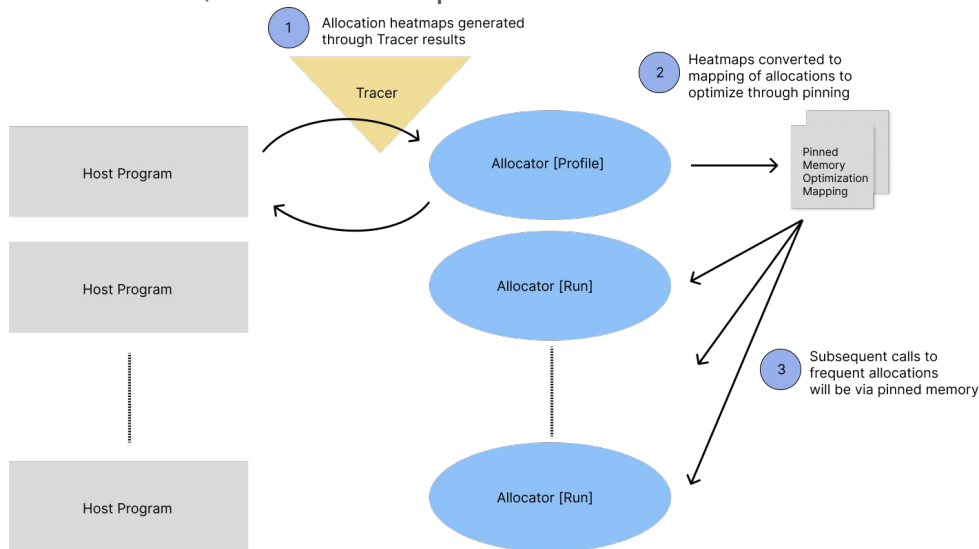 1
Allocation heatmaps generated
through Tracer results
2
Heatmaps converted to
mapping of allocations to
optimize through pinning
Tracer
Host Program
Allocator [Profile]
Pinned
Memory
Optimization
Mapping
Host Program
Allocator [Run]
3
Subsequent calls to
frequent allocations
will be via pinned memory
Host Program
Allocator [Run]